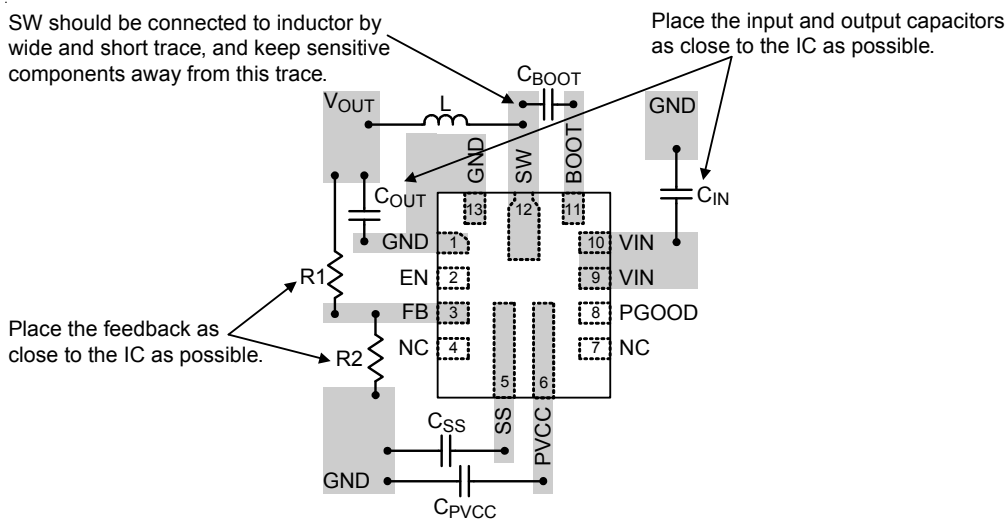 SW should be connected to inductor by
wide and short trace, and keep sensitive
components away from this trace.
Place the input and output capacitors
as close to the IC as possible.
CBOOT
VOUT
L
GND
SW
BOOT
GND
COUT
CIN
13
12
11
GND
1
10
VIN
EN
2
9
VIN
R1
FB
3
8
PGOOD
Place the feedback as
close to the IC as possible.
NC
4
7
NC
R2
5
6
SS
PVCC
CSS
GND
CPVCC